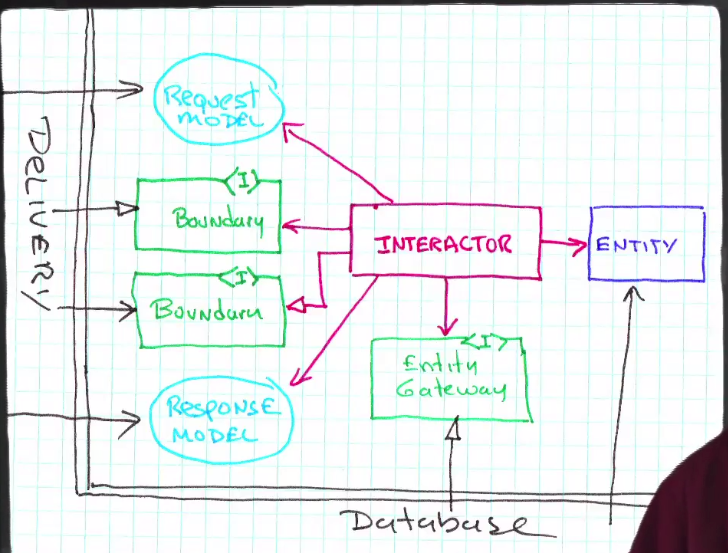 Request
MODEL
DELIVERY
<I>
Boundary
<I>
Boundary
INTERACTOR
ENTITY
<I>
Entity
Gateway
RESPONSE
MODEL
Database